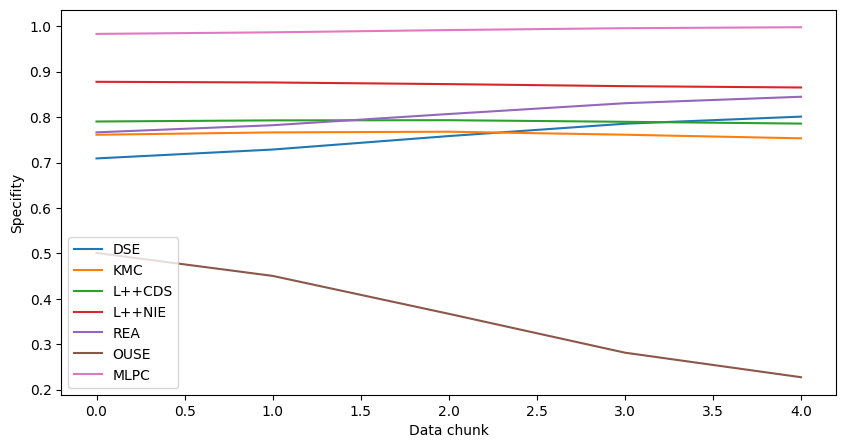 1.0
0.9
0.8
0.7
0.6
0.5
0.4
0.3
0.2
Specifity
DSE
KMC
L++CDS
L++NIE
REA
OUSE
MLPC
0.0 0.5 1.0 1.5 2.0 2.5 3.0 3.5 4.0
Data chunk